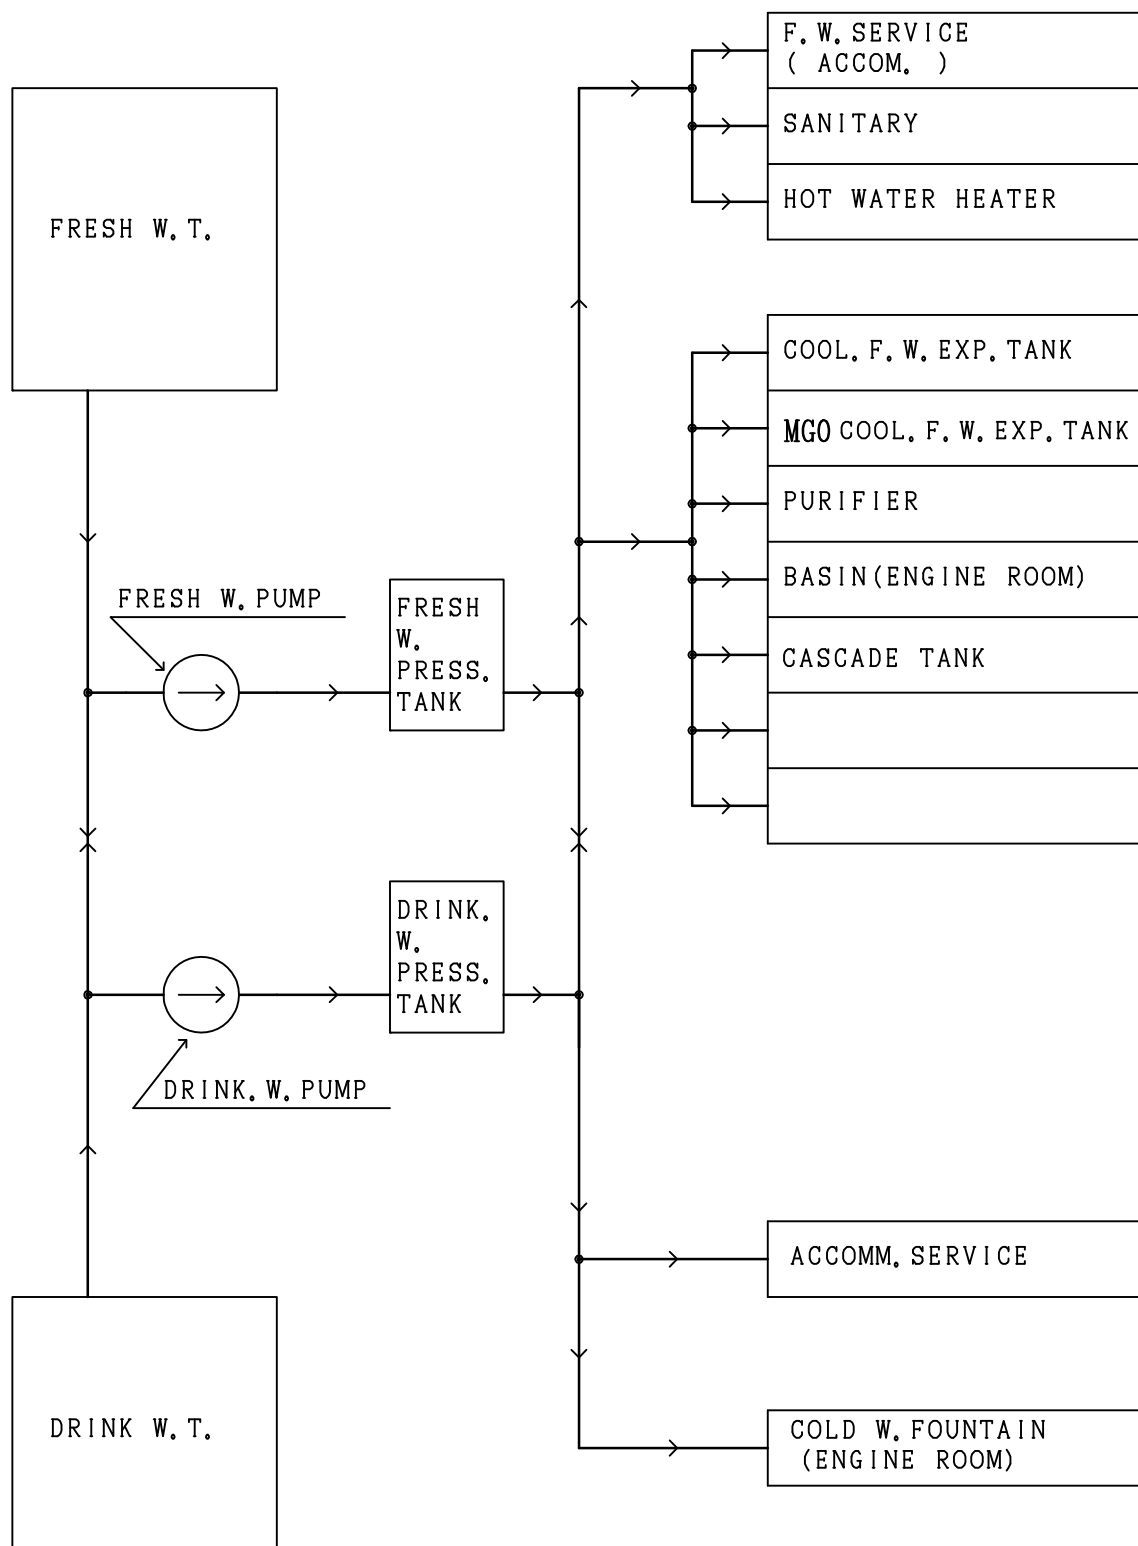 F.W.SERVICE
( ACCOM. )
SANITARY
HOT WATER HEATER
FRESH W.T.
COOL.F.W.EXP.TANK
MGO COOL.F.W.EXP.TANK
PURIFIER
BASIN(ENGINE ROOM)
CASCADE TANK
FRESH W.PUMP
FRESH
W.
PRESS.
TANK
DRINK.
W.
PRESS.
TANK
DRINK.W.PUMP
ACCOMM.SERVICE
DRINK W.T.
COLD W.FOUNTAIN
(ENGINE ROOM)